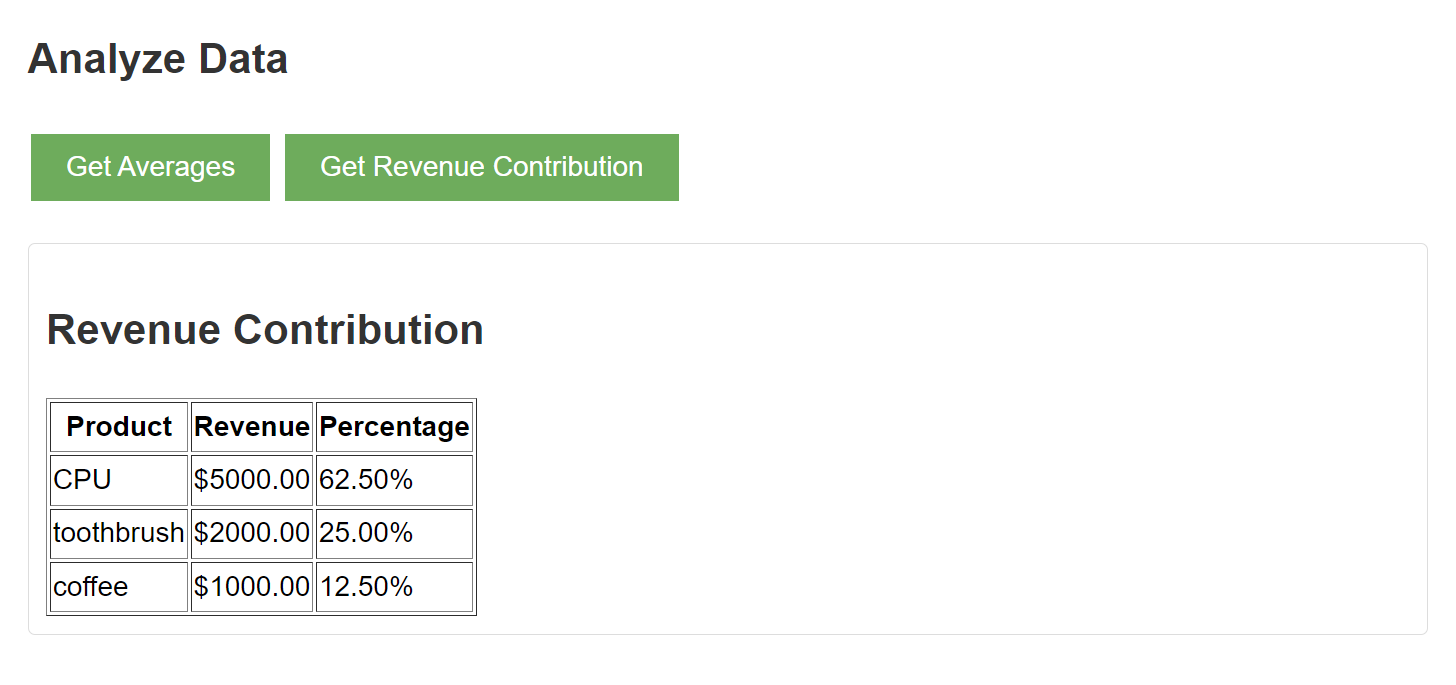 Analyze Data
Get Averages Get Revenue Contribution
Revenue Contribution
Product Revenue Percentage
CPU $5000.00 62.50%
toothbrush $2000.00 25.00%
coffee $1000.00 12.50%